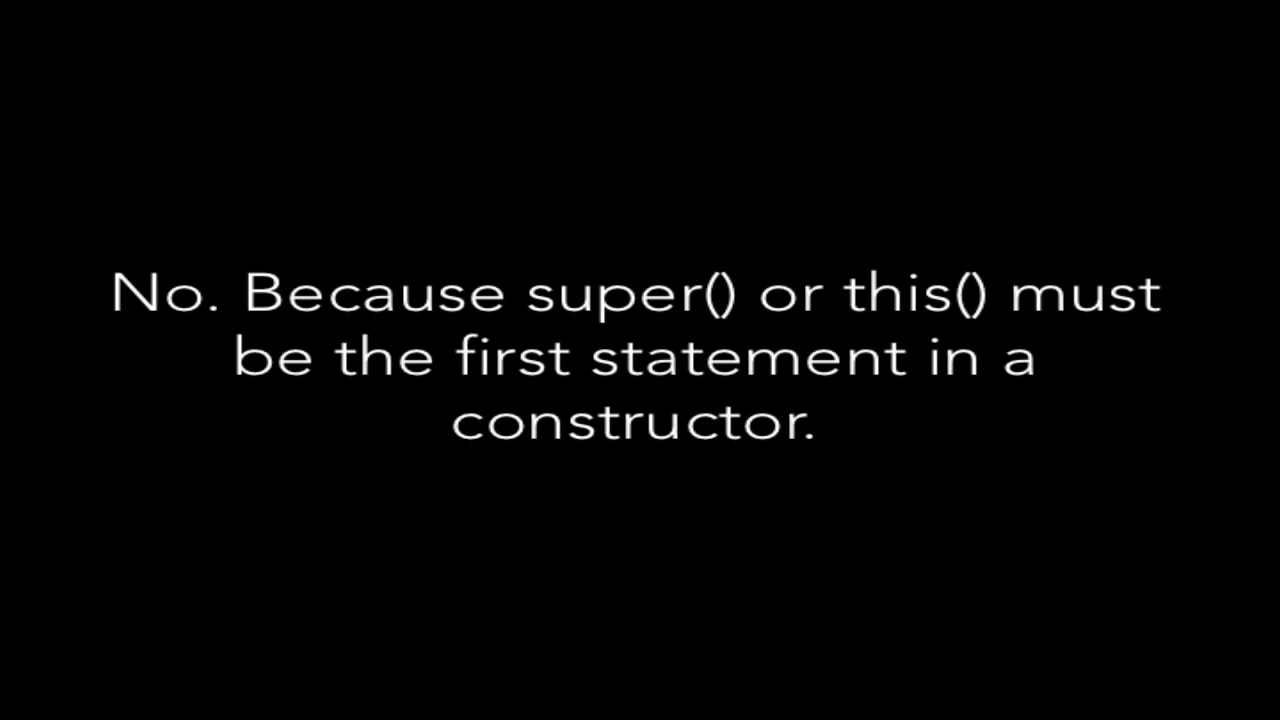 No. Because super() or this() must
be the first statement in a
constructor.